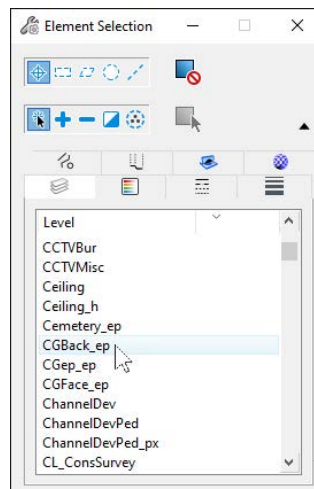 Element Selection
Level
CCTVBur
CCTVMisc
Ceiling
Ceiling_h
Cemetery_ep
CGBack_ep
CGep_ep
CGFace_ep
ChannelDev
ChannelDevPed
ChannelDevPed_px
CL_ConsSurvey